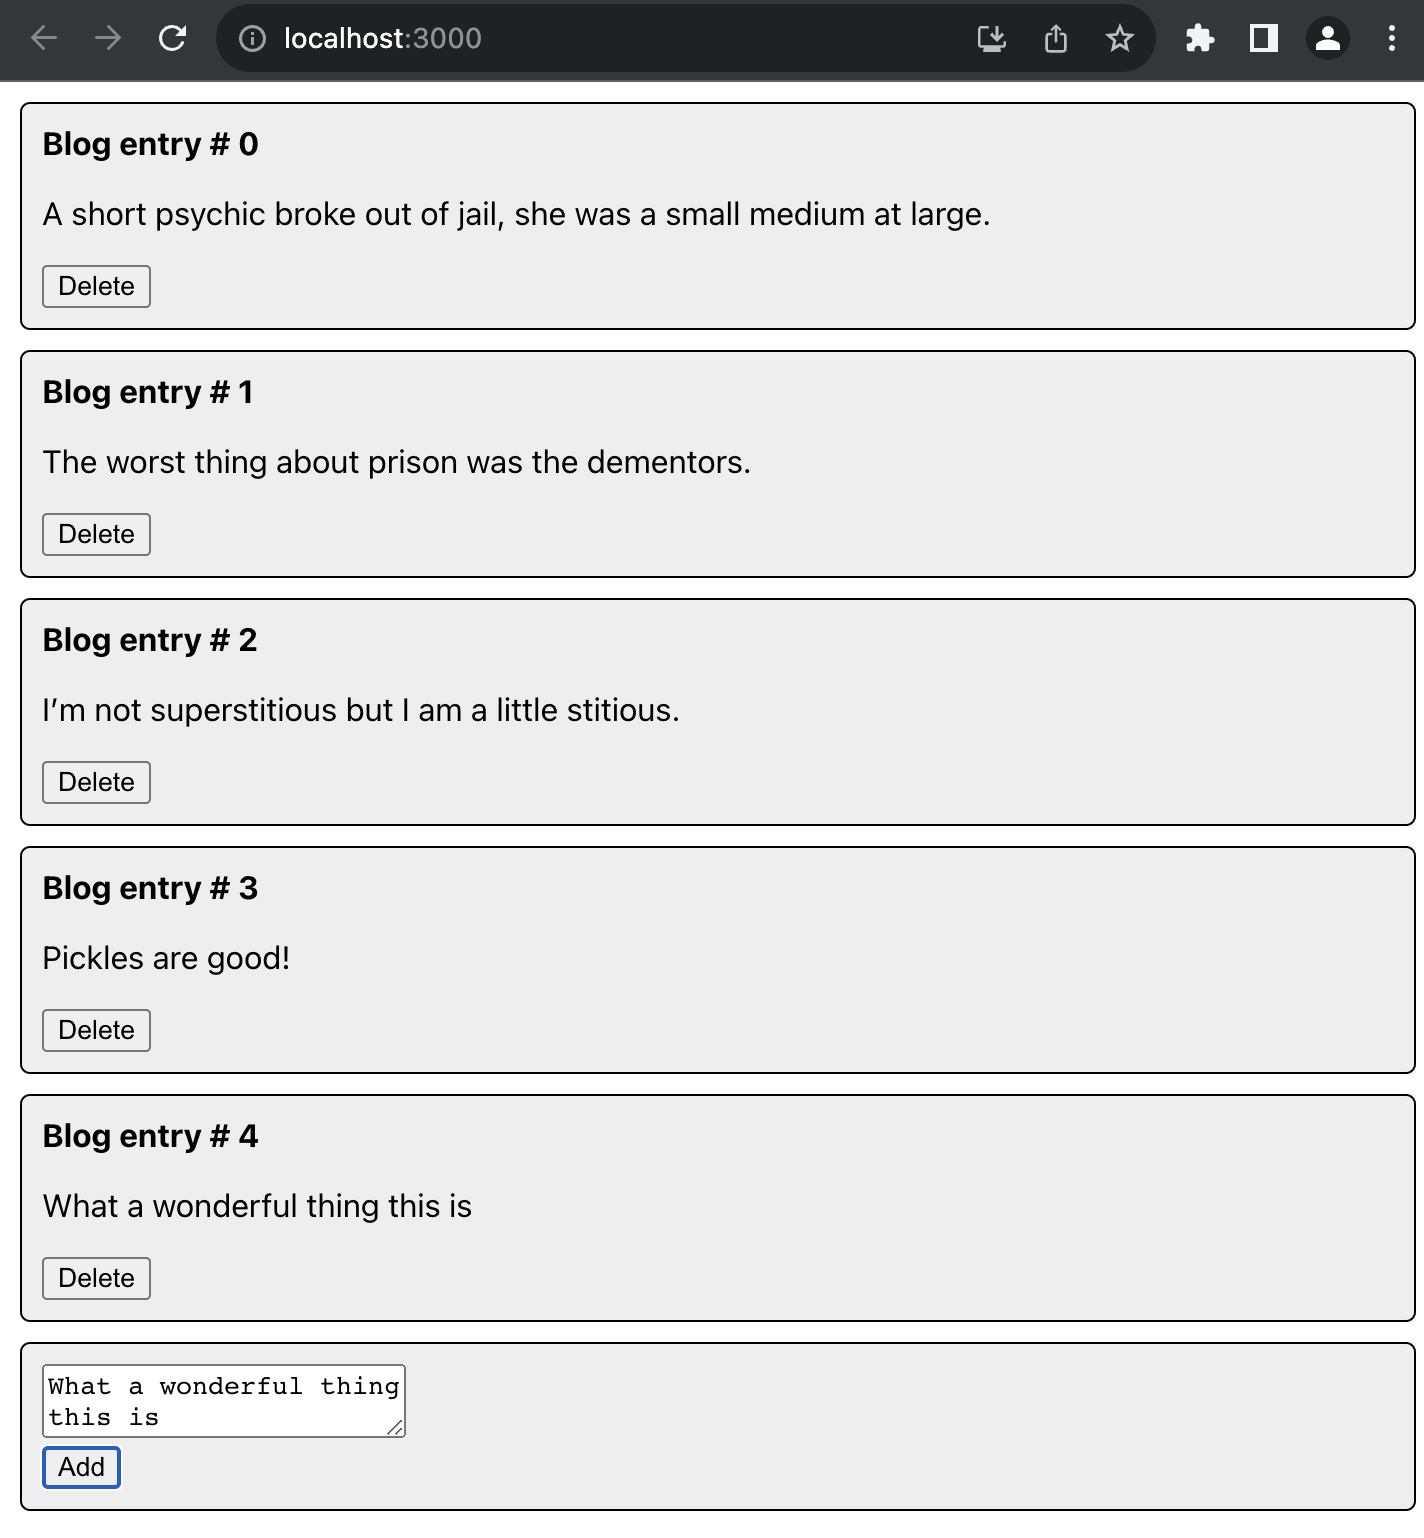 localhost:3000
Blog entry # 0
A short psychic broke out of jail, she was a small medium at large.
Delete
Blog entry # 1
The worst thing about prison was the dementors.
Delete
Blog entry # 2
I’m not superstitious but I am a little stitious.
Delete
Blog entry # 3
Pickles are good!
Delete
Blog entry # 4
What a wonderful thing this is
Delete
What a wonderful thing
this is
Add